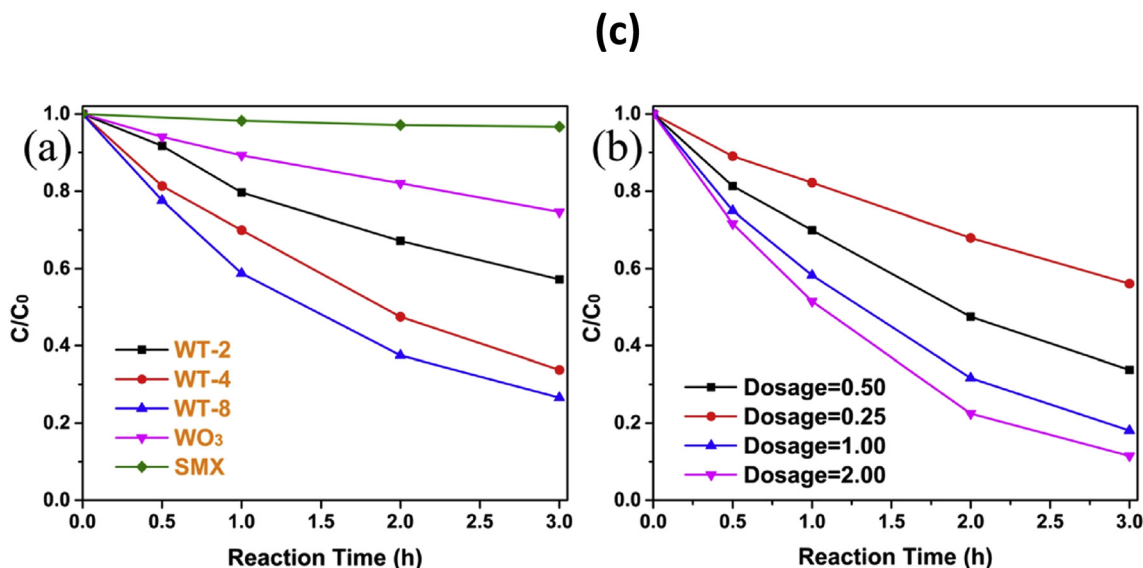 (c)
(a)
1.0
0.8
0.6
0.4
0.2
0.0
C/C₀
WT-2
WT-4
WT-8
WO₃
SMX
0.0 0.5 1.0 1.5 2.0 2.5 3.0
Reaction Time (h)
(b)
1.0
0.8
0.6
0.4
0.2
0.0
C/C₀
Dosage=0.50
Dosage=0.25
Dosage=1.00
Dosage=2.00
0.0 0.5 1.0 1.5 2.0 2.5 3.0
Reaction Time (h)